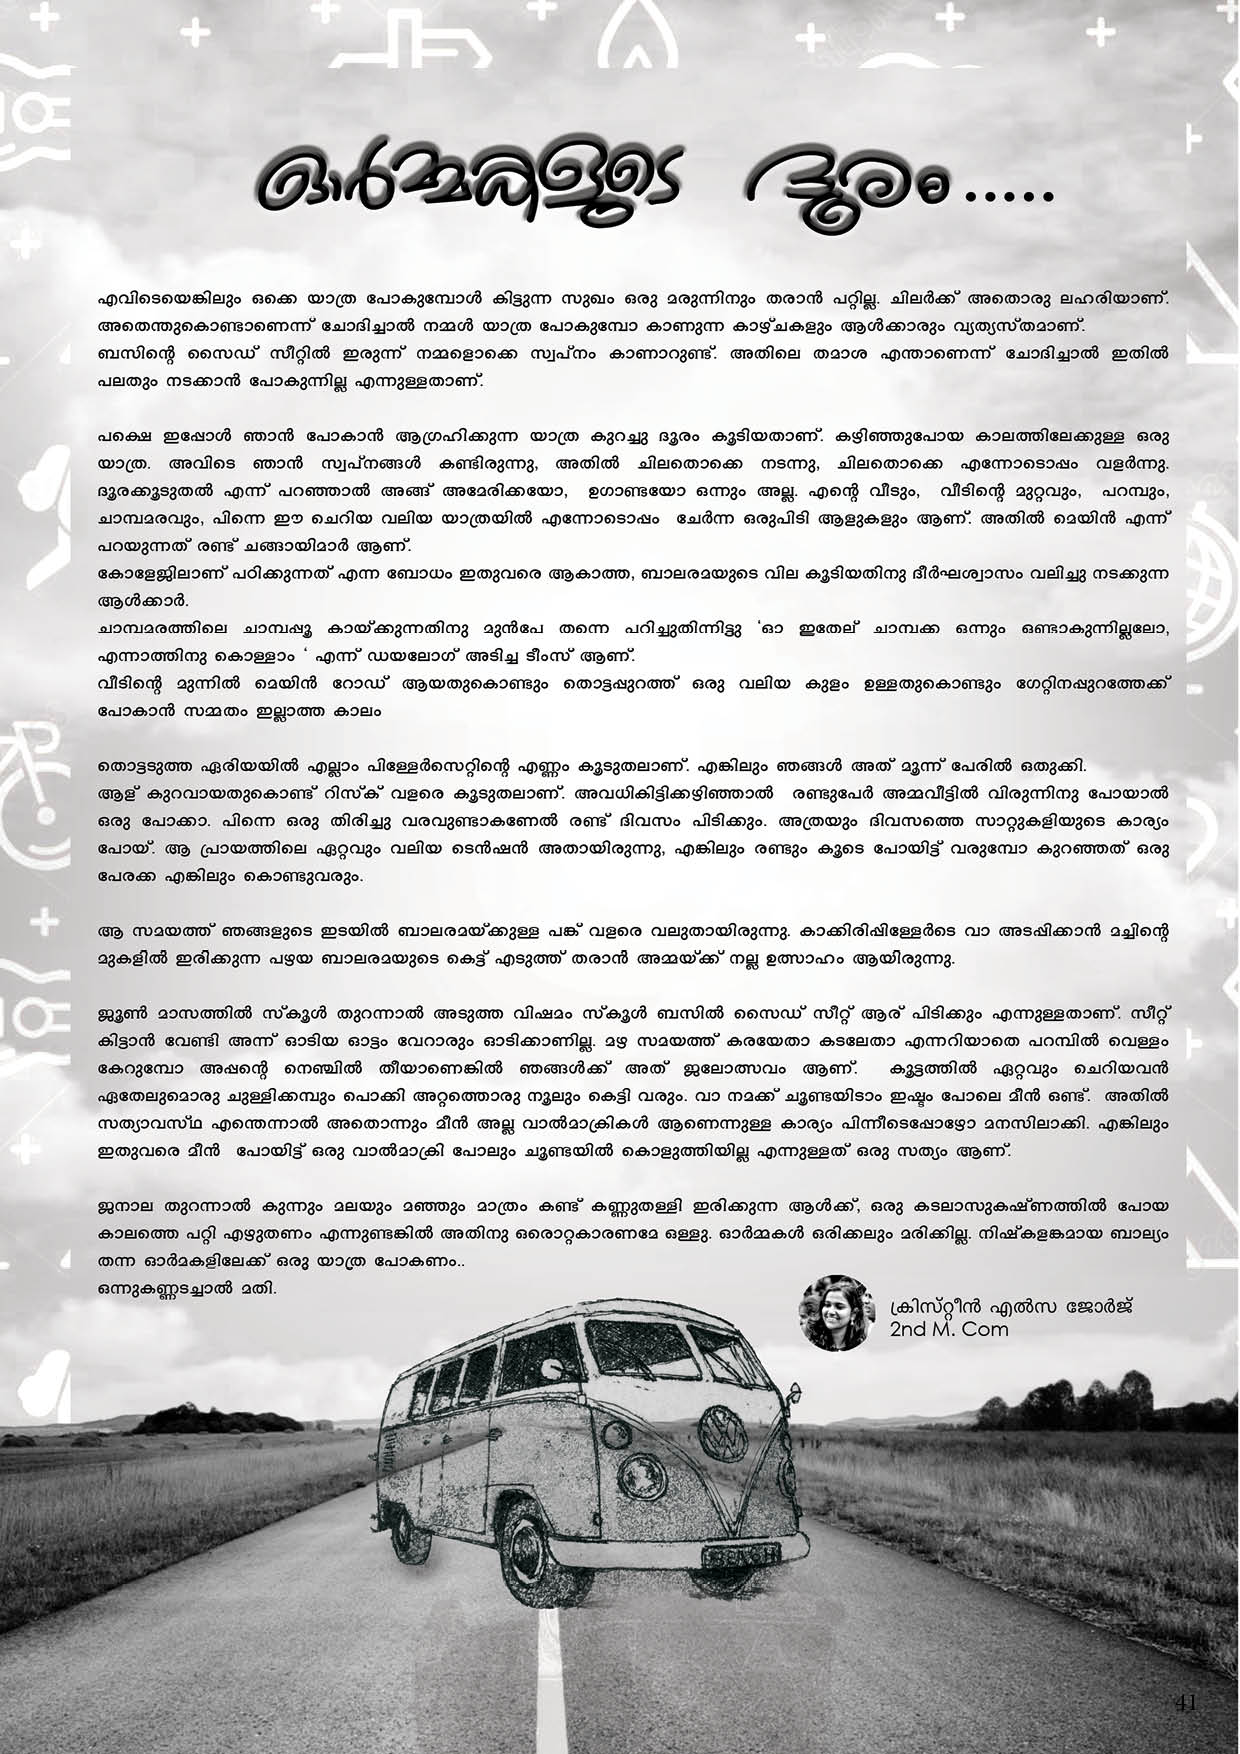 ഓർമ്മകളുടെ ദൂരം.....
എവിടെയെങ്കിലും ഒക്കെ യാത്ര പോകുമ്പോൾ കിട്ടുന്ന സുഖം ഒരു മരുന്നിനും തരാൻ പറ്റില്ല. ചിലർക്ക് അതൊരു ലഹരിയാണ്.
അതെന്തുകൊണ്ടാണെന്ന് ചോദിച്ചാൽ നമ്മൾ യാത്ര പോകുമ്പോ കാണുന്ന കാഴ്ചകളും ആൾക്കാരും വ്യത്യസ്തമാണ്.
ബസിന്റെ സൈഡ് സീറ്റിൽ ഇരുന്ന് നമ്മളൊക്കെ സ്വപ്നം കാണാറുണ്ട്. അതിലെ തമാശ എന്താണെന്ന് ചോദിച്ചാൽ ഇതിൽ
പലതും നടക്കാൻ പോകുന്നില്ല എന്നുള്ളതാണ്.
പക്ഷെ ഇപ്പോൾ ഞാൻ പോകാൻ ആഗ്രഹിക്കുന്ന യാത്ര കുറച്ചു ദൂരം കൂടിയതാണ്. കഴിഞ്ഞുപോയ കാലത്തിലേക്കുള്ള ഒരു
യാത്ര. അവിടെ ഞാൻ സ്വപ്നങ്ങൾ കണ്ടിരുന്നു, അതിൽ ചിലതൊക്കെ നടന്നു, ചിലതൊക്കെ എന്നോടൊപ്പം വളർന്നു.
ദൂരക്കൂടുതൽ എന്ന് പറഞ്ഞാൽ അങ്ങ് അമേരിക്കയോ, ഉഗാണ്ടയോ ഒന്നും അല്ല. എന്റെ വീടും, വീടിന്റെ മുറ്റവും, പറമ്പും,
ചാമ്പമരവും, പിന്നെ ഈ ചെറിയ വലിയ യാത്രയിൽ എന്നോടൊപ്പം ചേർന്ന ഒരുപിടി ആളുകളും ആണ്. അതിൽ മെയിൻ എന്ന്
പറയുന്നത് രണ്ട് ചങ്ങായിമാർ ആണ്.
കോളേജിലാണ് പഠിക്കുന്നത് എന്ന ബോധം ഇതുവരെ ആകാത്ത, ബാലരമയുടെ വില കൂടിയതിനു ദീർഘശ്വാസം വലിച്ചു നടക്കുന്ന
ആൾക്കാർ.
ചാമ്പമരത്തിലെ ചാമ്പപ്പൂ കായ്ക്കുന്നതിനു മുൻപേ തന്നെ പറിച്ചുതിന്നിട്ടു 'ഓ ഇതേല് ചാമ്പക്ക ഒന്നും ഒണ്ടാകുന്നില്ലലോ,
എന്നാത്തിനു കൊള്ളാം ' എന്ന് ഡയലോഗ് അടിച്ച ടീംസ് ആണ്.
വീടിന്റെ മുന്നിൽ മെയിൻ റോഡ് ആയതുകൊണ്ടും തൊട്ടപ്പുറത്ത് ഒരു വലിയ കുളം ഉള്ളതുകൊണ്ടും ഗേറ്റിനപ്പുറത്തേക്ക്
പോകാൻ സമ്മതം ഇല്ലാത്ത കാലം
തൊട്ടടുത്ത ഏരിയയിൽ എല്ലാം പിള്ളേർസെറ്റിന്റെ എണ്ണം കൂടുതലാണ്. എങ്കിലും ഞങ്ങൾ അത് മൂന്ന് പേരിൽ ഒതുക്കി.
ആള് കുറവായതുകൊണ്ട് റിസ്ക് വളരെ കൂടുതലാണ്. അവധികിട്ടിക്കഴിഞ്ഞാൽ രണ്ടുപേർ അമ്മവീട്ടിൽ വിരുന്നിനു പോയാൽ
ഒരു പോക്കാ. പിന്നെ ഒരു തിരിച്ചു വരവുണ്ടാകണേൽ രണ്ട് ദിവസം പിടിക്കും. അത്രയും ദിവസത്തെ സാറ്റുകളിയുടെ കാര്യം
പോയ്. ആ പ്രായത്തിലെ ഏറ്റവും വലിയ ടെൻഷൻ അതായിരുന്നു, എങ്കിലും രണ്ടും കൂടെ പോയിട്ട് വരുമ്പോ കുറഞ്ഞത് ഒരു
പേരക്ക എങ്കിലും കൊണ്ടുവരും.
ആ സമയത്ത് ഞങ്ങളുടെ ഇടയിൽ ബാലരമയ്ക്കുള്ള പങ്ക് വളരെ വലുതായിരുന്നു. കാക്കിരിപ്പിള്ളേർടെ വാ അടപ്പിക്കാൻ മച്ചിന്റെ
മുകളിൽ ഇരിക്കുന്ന പഴയ ബാലരമയുടെ കെട്ട് എടുത്ത് തരാൻ അമ്മയ്ക്ക് നല്ല ഉത്സാഹം ആയിരുന്നു.
ജൂൺ മാസത്തിൽ സ്കൂൾ തുറന്നാൽ അടുത്ത വിഷമം സ്കൂൾ ബസിൽ സൈഡ് സീറ്റ് ആര് പിടിക്കും എന്നുള്ളതാണ്. സീറ്റ്
കിട്ടാൻ വേണ്ടി അന്ന് ഓടിയ ഓട്ടം വേറാരും ഓടിക്കാണില്ല. മഴ സമയത്ത് കരയേതാ കടലേതാ എന്നറിയാതെ പറമ്പിൽ വെള്ളം
കേറുമ്പോ അപ്പന്റെ നെഞ്ചിൽ തീയാണെങ്കിൽ ഞങ്ങൾക്ക് അത് ജലോത്സവം ആണ്. കൂട്ടത്തിൽ ഏറ്റവും ചെറിയവൻ
ഏതേലുമൊരു ചുള്ളിക്കമ്പും പൊക്കി അറ്റത്തൊരു നൂലും കെട്ടി വരും. വാ നമക്ക് ചൂണ്ടയിടാം ഇഷ്ടം പോലെ മീൻ ഒണ്ട്. അതിൽ
സത്യാവസ്ഥ എന്തെന്നാൽ അതൊന്നും മീൻ അല്ല വാൽമാക്രികൾ ആണെന്നുള്ള കാര്യം പിന്നീടെപ്പോഴോ മനസിലാക്കി. എങ്കിലും
ഇതുവരെ മീൻ പോയിട്ട് ഒരു വാൽമാക്രി പോലും ചൂണ്ടയിൽ കൊളുത്തിയില്ല എന്നുള്ളത് ഒരു സത്യം ആണ്.
ജനാല തുറന്നാൽ കുന്നും മലയും മഞ്ഞും മാത്രം കണ്ട് കണ്ണുതള്ളി ഇരിക്കുന്ന ആൾക്ക്, ഒരു കടലാസുകഷ്ണത്തിൽ പോയ
കാലത്തെ പറ്റി എഴുതണം എന്നുണ്ടങ്കിൽ അതിനു ഒരൊറ്റകാരണമേ ഒള്ളു. ഓർമ്മകൾ ഒരിക്കലും മരിക്കില്ല. നിഷ്കളങ്കമായ ബാല്യം
തന്ന ഓർമകളിലേക്ക് ഒരു യാത്ര പോകണം..
ഒന്നുകണ്ണടച്ചാൽ മതി.
ക്രിസ്റ്റീൻ എൽസ ജോർജ്
2nd M. Com
BEACH
41